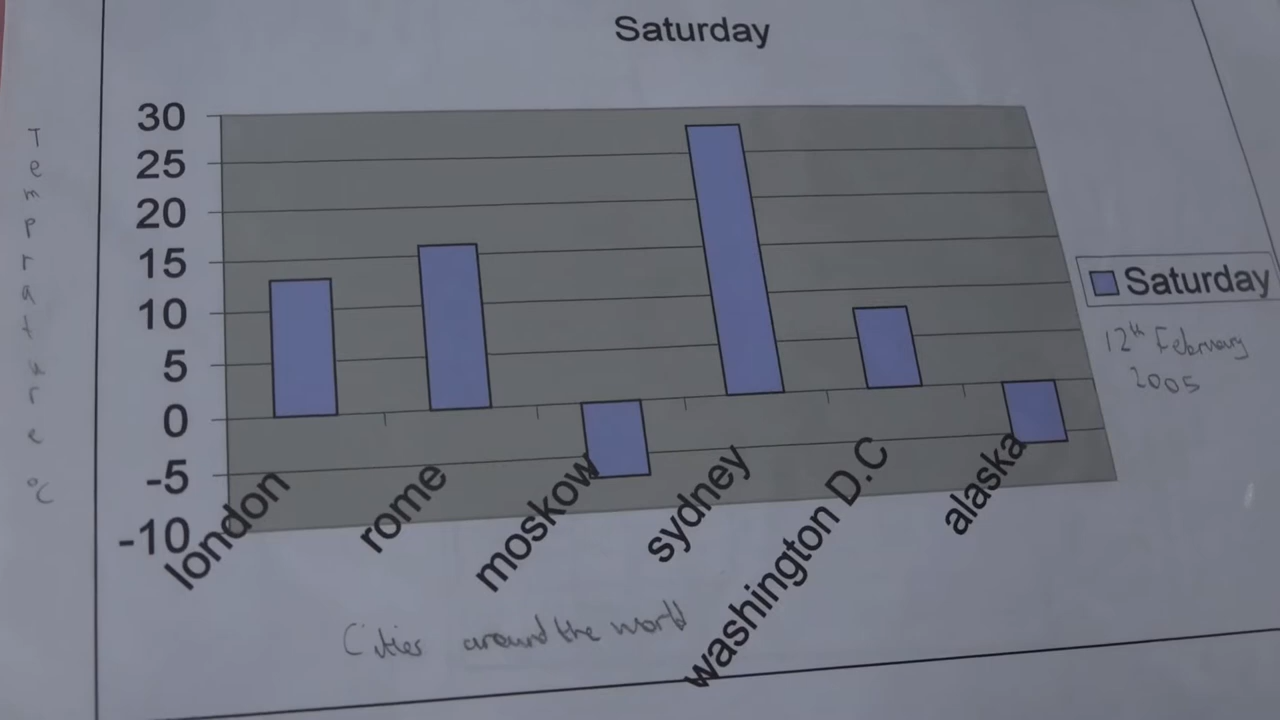 Saturday
30
25
20
15
10
5
0
-5
-10
Temprature °C
london
rome
moskow
sydney
washington D.C
alaska
Saturday
12th February
2005
Cities around the world